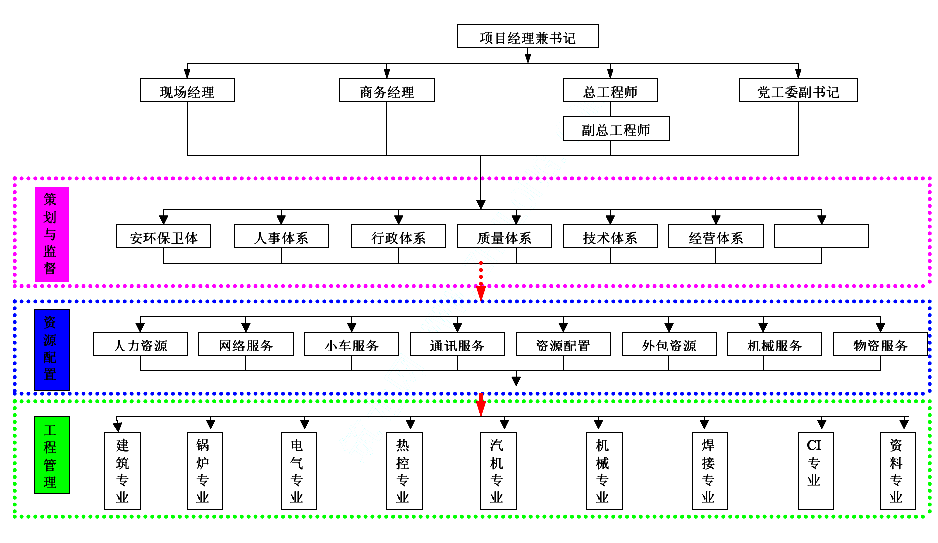 项目经理兼书记
现场经理
商务经理
总工程师
党工委副书记
副总工程师
策划与监督
安环保卫体
人事体系
行政体系
质量体系
技术体系
经营体系
资源配置
人力资源
网络服务
小车服务
通讯服务
资源配置
外包资源
机械服务
物资服务
工程管理
建筑专业
锅炉专业
电气专业
热控专业
汽机专业
机械专业
焊接专业
CI专业
资料专业